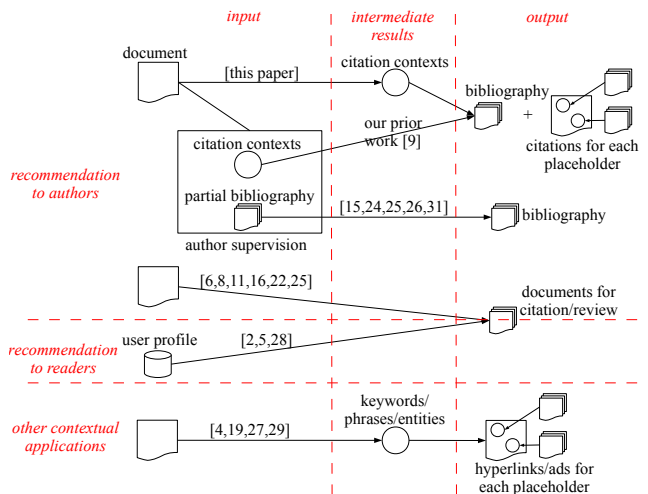 input
intermediate
results
output
document
[this paper]
citation contexts
bibliography
+
our prior
work [9]
citations for each
placeholder
citation contexts
recommendation
to authors
partial bibliography
[15,24,25,26,31]
bibliography
author supervision
[6,8,11,16,22,25]
documents for
citation/review
recommendation
to readers
user profile
[2,5,28]
other contextual
applications
[4,19,27,29]
keywords/
phrases/entities
hyperlinks/ads for
each placeholder